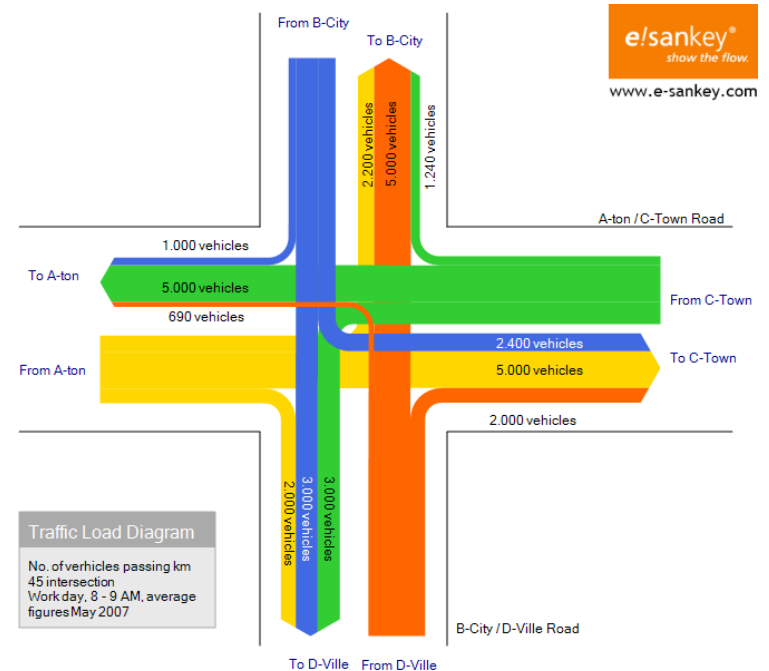 From B-City
To B-City
e!sankey®
show the flow.
www.e-sankey.com
2.200 vehicles
5.000 vehicles
1.240 vehicles
A-ton / C-Town Road
1.000 vehicles
To A-ton
5.000 vehicles
From C-Town
690 vehicles
2.400 vehicles
To C-Town
From A-ton
5.000 vehicles
2.000 vehicles
2.000 vehicles
3.000 vehicles
3.000 vehicles
Traffic Load Diagram
No. of verhicles passing km
45 intersection
Work day, 8 - 9 AM, average
figures May 2007
B-City / D-Ville Road
To D-Ville
From D-Ville